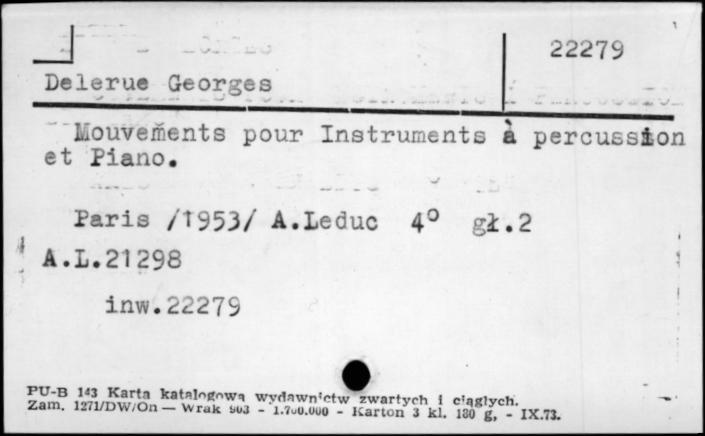 22279
Delerue Georges
Mouvements pour Instruments à percussion
et Piano.
Paris /1953/ A.Leduc 4° gł.2
A.L.21298
inw.22279
PU-B 143 Karta katalogowa wydawnictw zwartych i ciągłych.
Zam. 1271/DW/On — Wrak 903 - 1.700.000 - Karton 3 kl. 180 g, - IX.73.